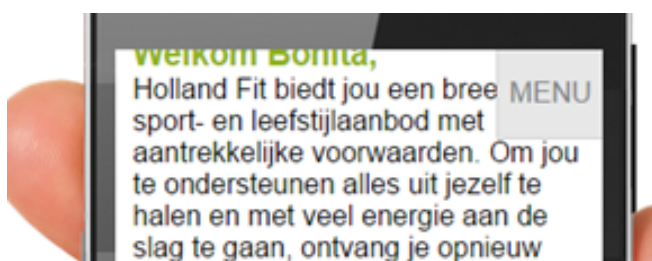 Welkom Bonita,
Holland Fit biedt jou een bree
MENU
sport- en leefstijlaanbod met
aantrekkelijke voorwaarden. Om jou
te ondersteunen alles uit jezelf te
halen en met veel energie aan de
slag te gaan, ontvang je opnieuw